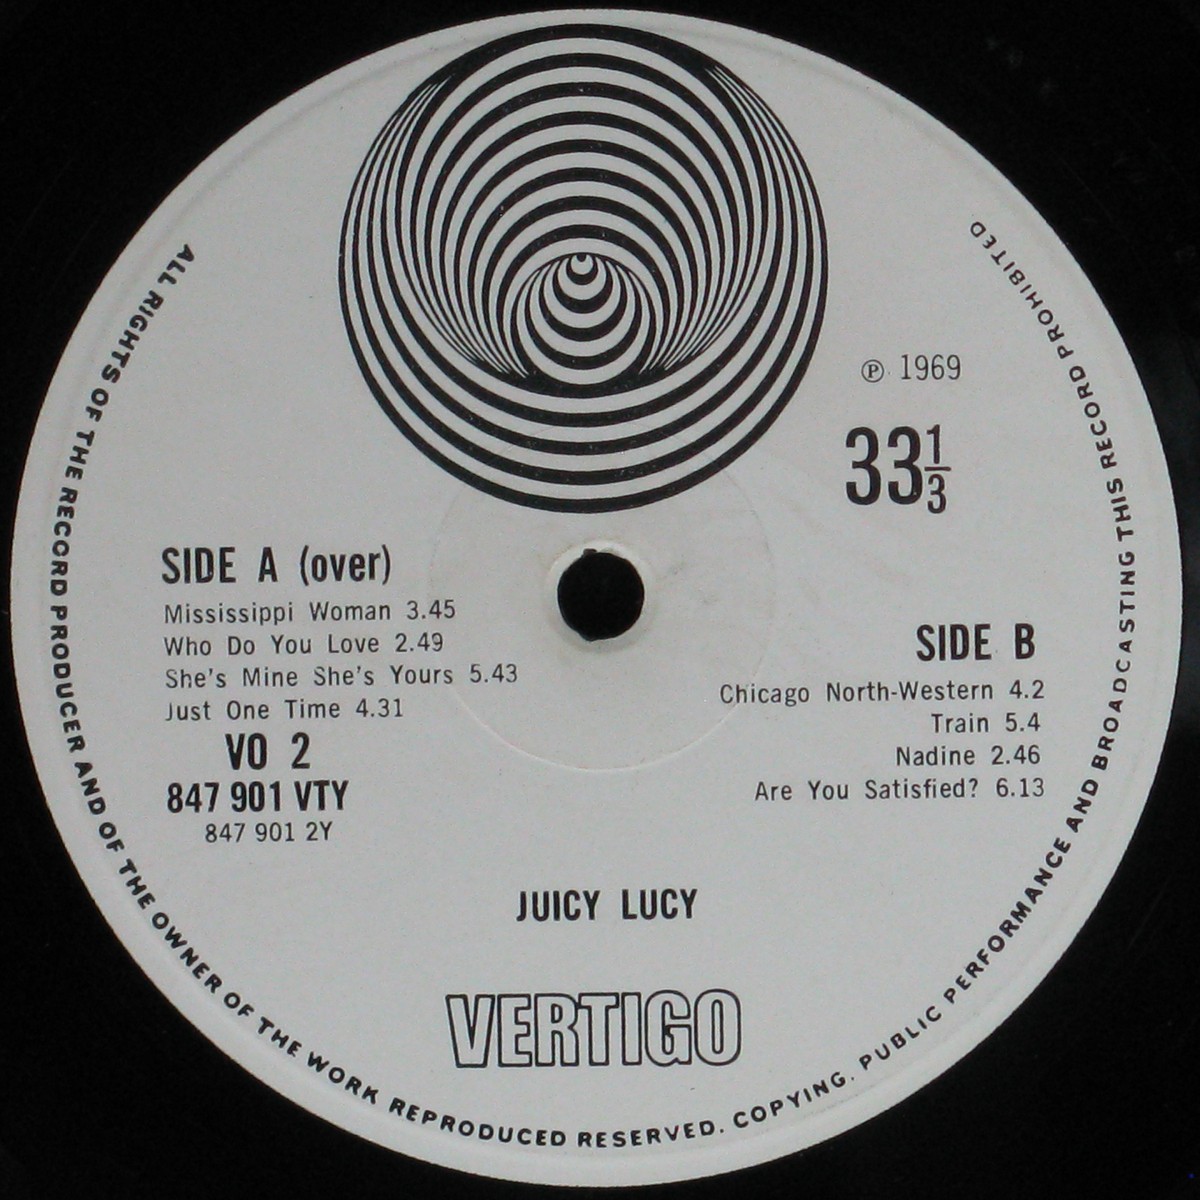 ALL RIGHTS OF THE RECORD PRODUCER AND OF THE OWNER OF THE WORK REPRODUCED RESERVED. COPYING. PUBLIC PERFORMANCE AND BROADCASTING THIS RECORD PROHIBITED
Ⓟ 1969
33 1/3
SIDE A (over)
Mississippi Woman 3.45
Who Do You Love 2.49
She's Mine She's Yours 5.43
Just One Time 4.31
VO 2
847 901 VTY
847 901 2Y
SIDE B
Chicago North-Western 4.2
Train 5.4
Nadine 2.46
Are You Satisfied? 6.13
JUICY LUCY
VERTIGO